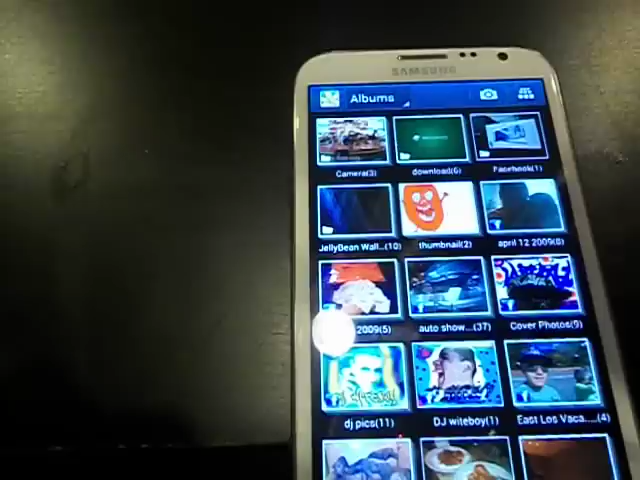 SAMSUNG
Albums
Camera(3) download(6) Facebook(1)
JellyBean Wall...(10) thumbnail(2) april 12 2009(8)
2009(5) auto show...(37) Cover Photos(9)
dj pics(11) DJ witeboy(1) East Los Vaca...(4)